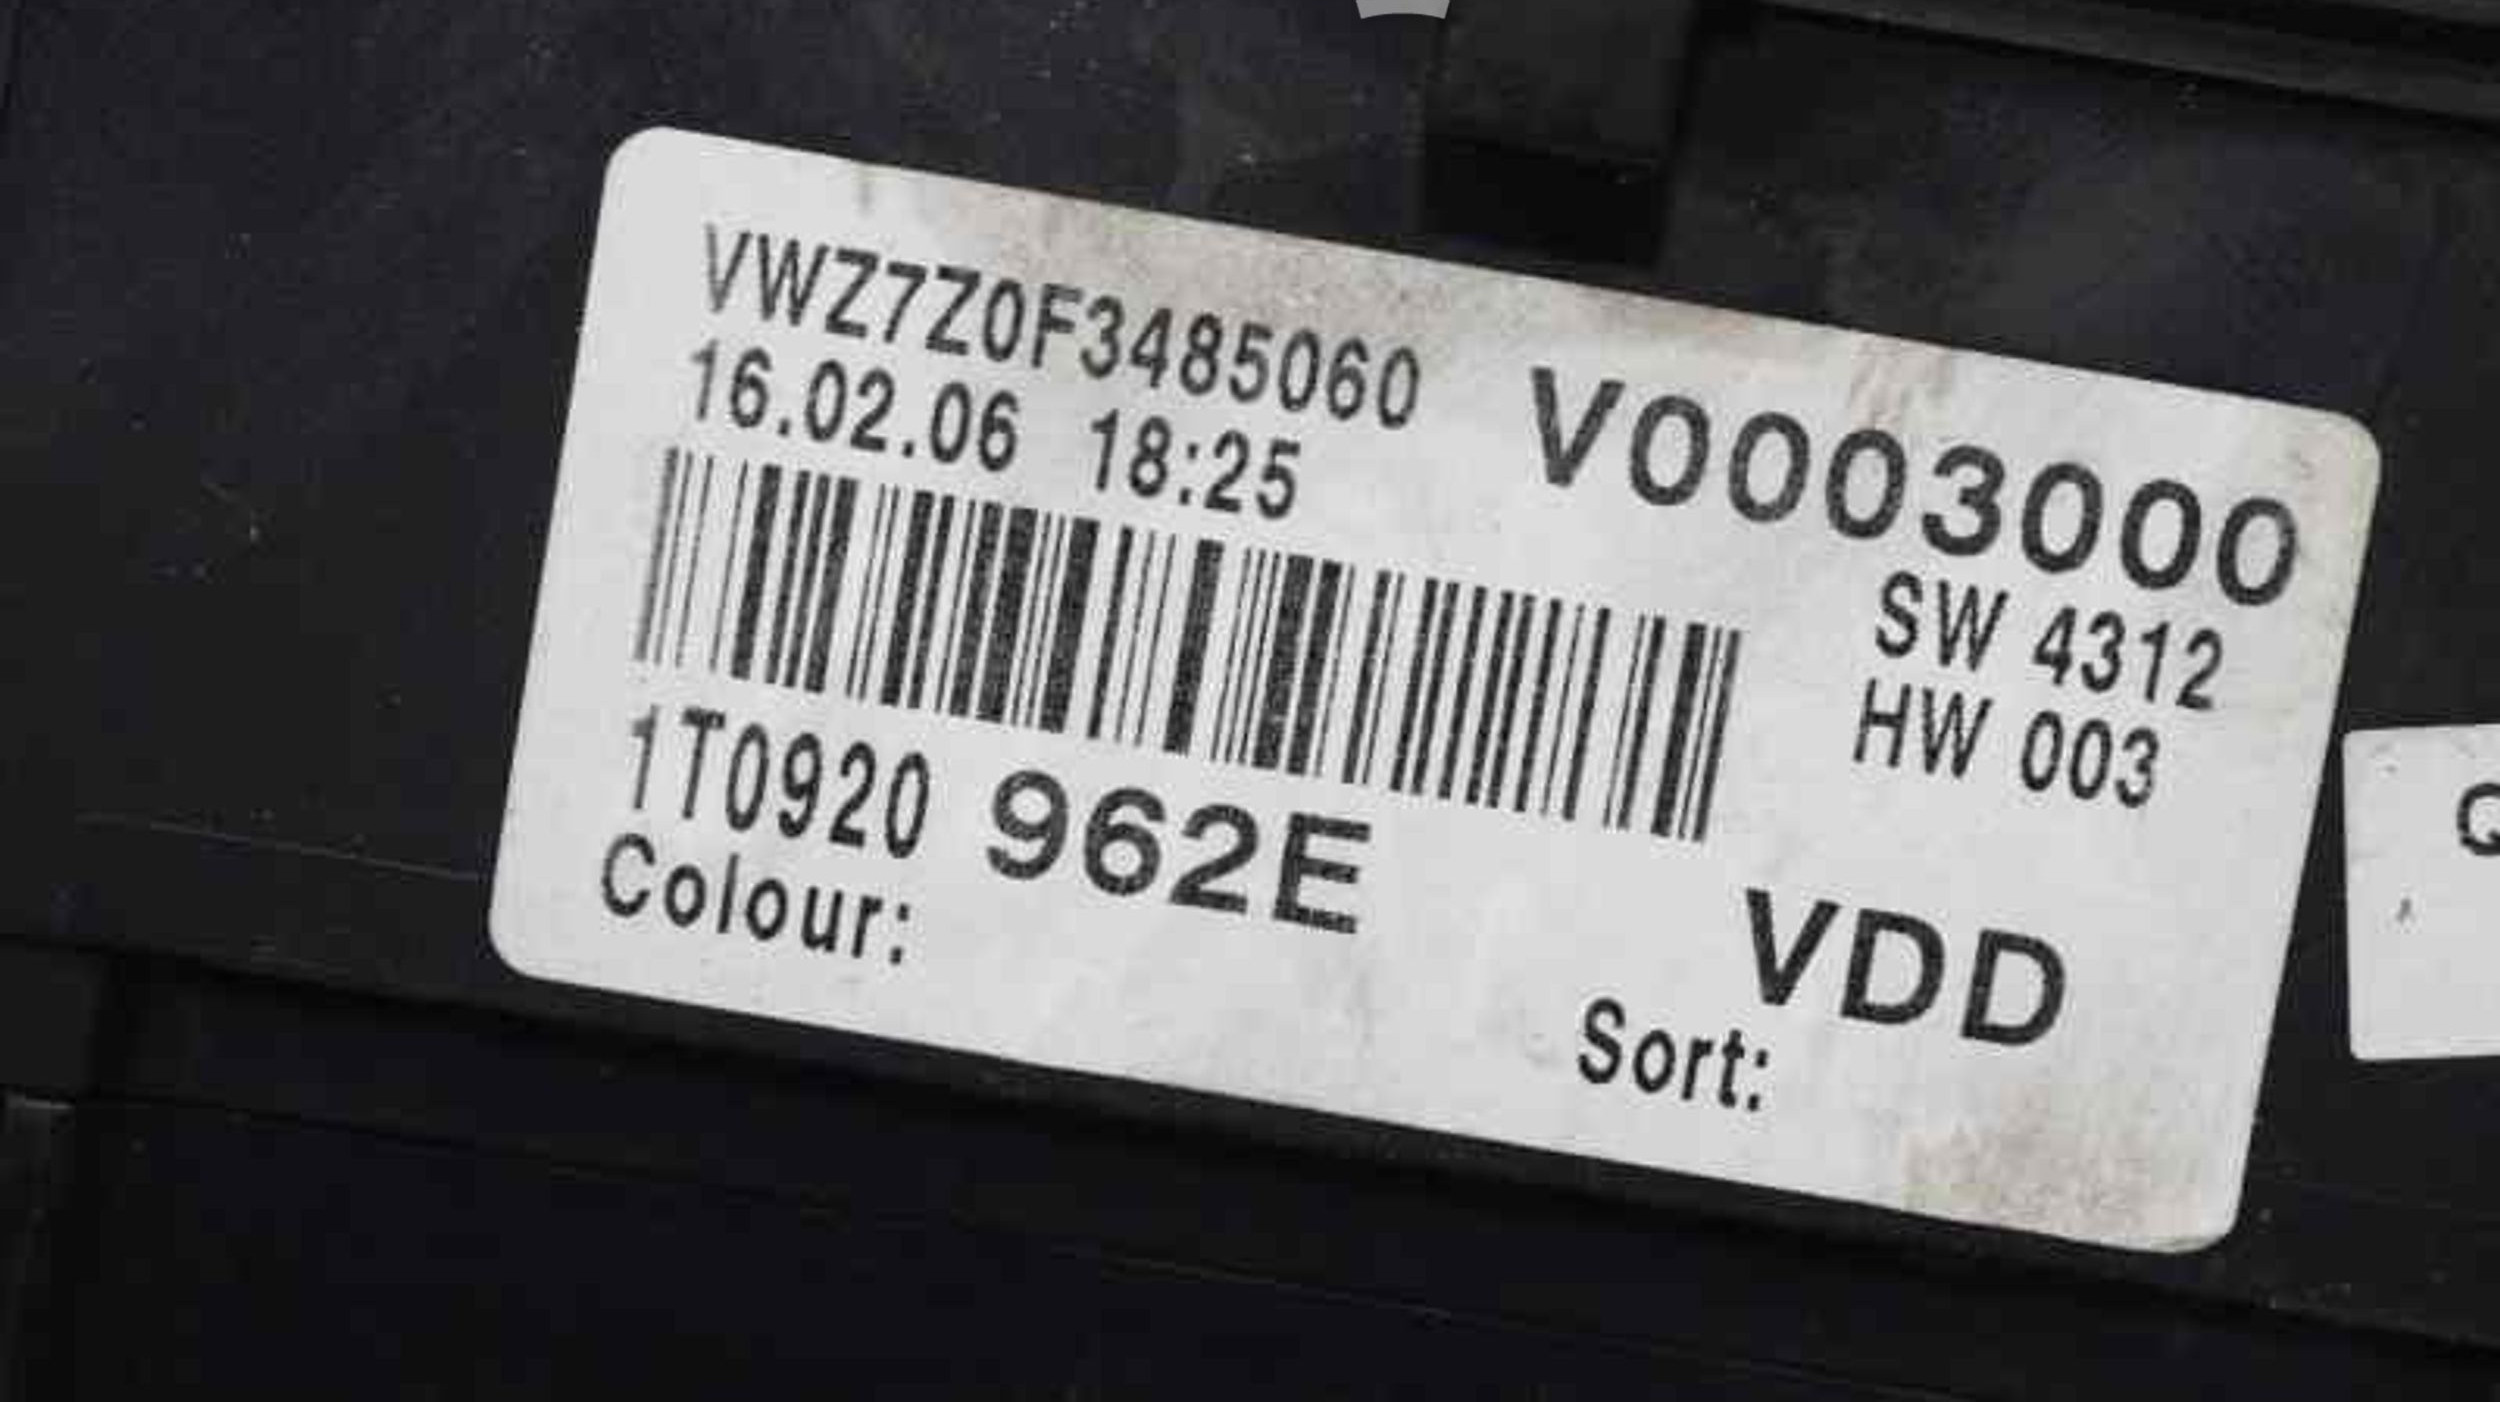 VWZ7Z0F3485060
16.02.06 18:25
V0003000
SW 4312
HW 003
1T0920 962E
VDD
Colour:
Sort:
Q